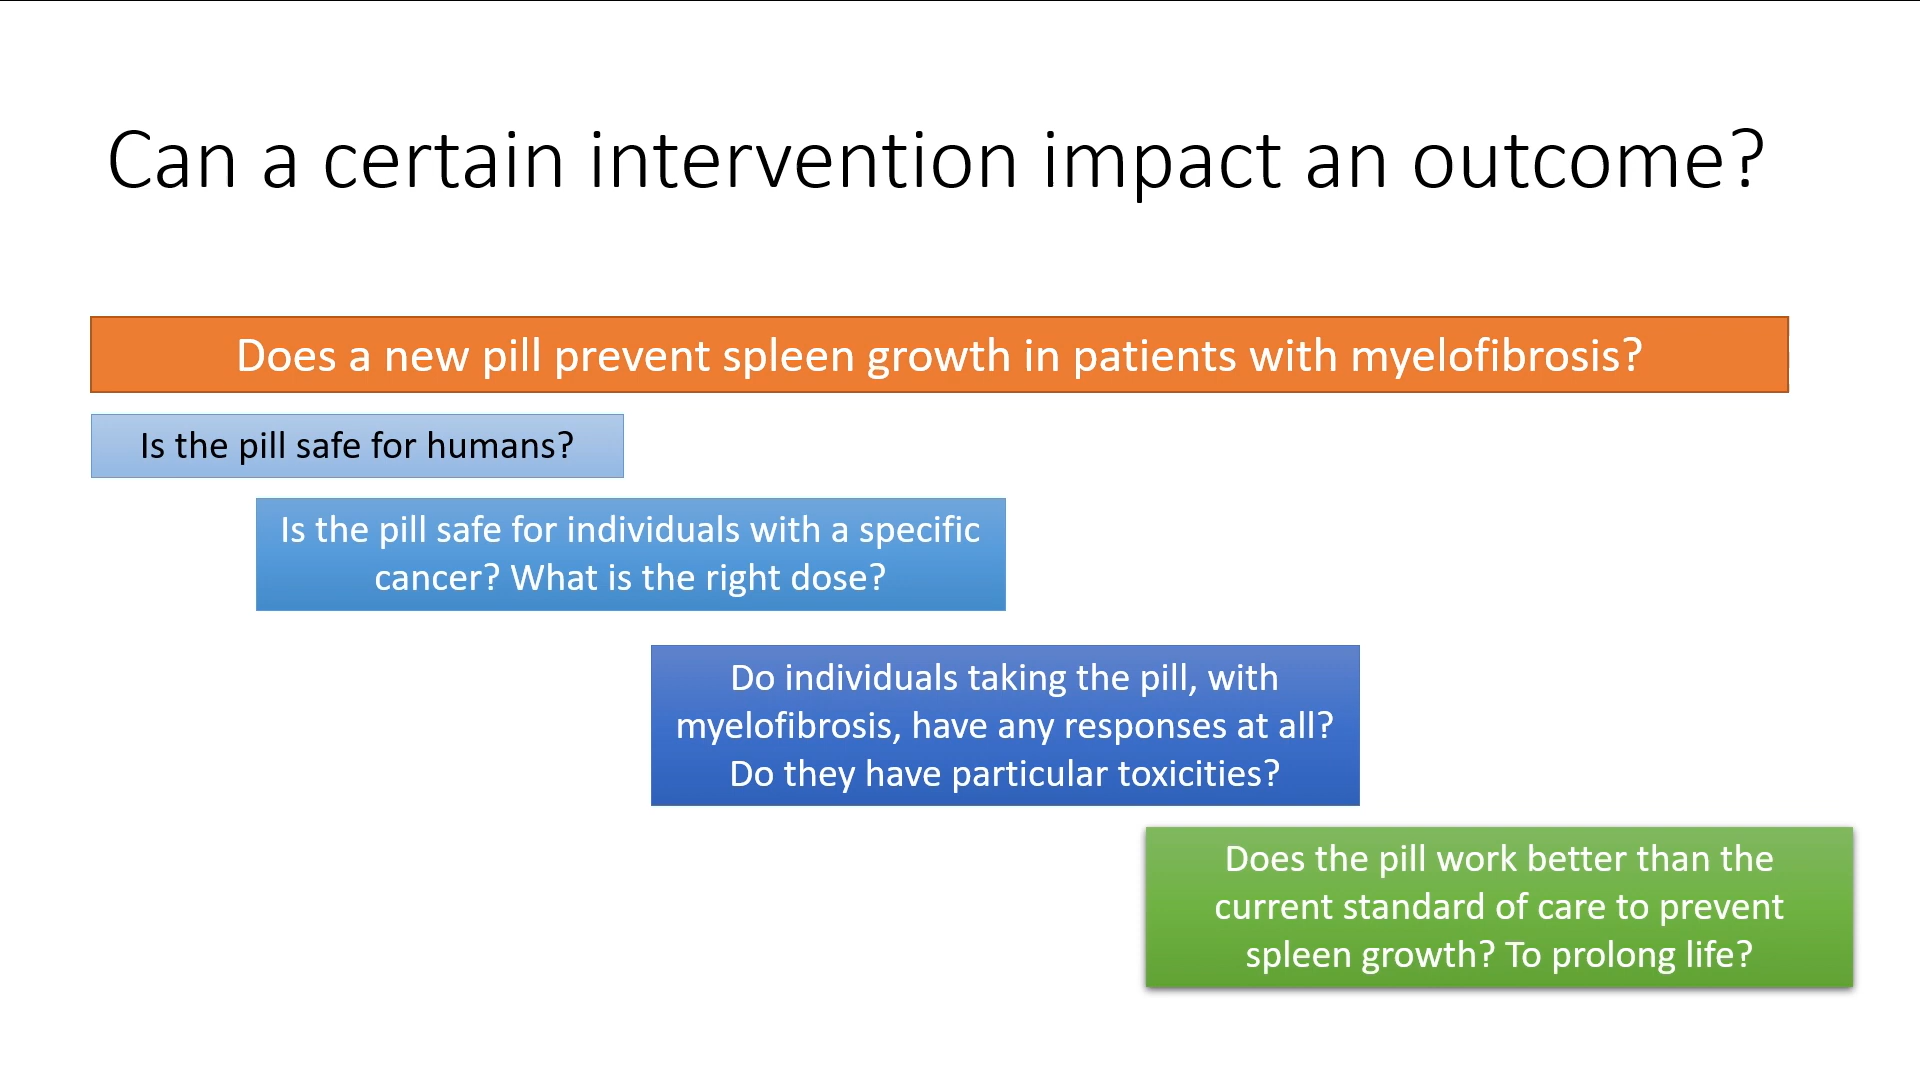 Can a certain intervention impact an outcome?
Does a new pill prevent spleen growth in patients with myelofibrosis?
Is the pill safe for humans?
Is the pill safe for individuals with a specific
cancer? What is the right dose?
Do individuals taking the pill, with
myelofibrosis, have any responses at all?
Do they have particular toxicities?
Does the pill work better than the
current standard of care to prevent
spleen growth? To prolong life?